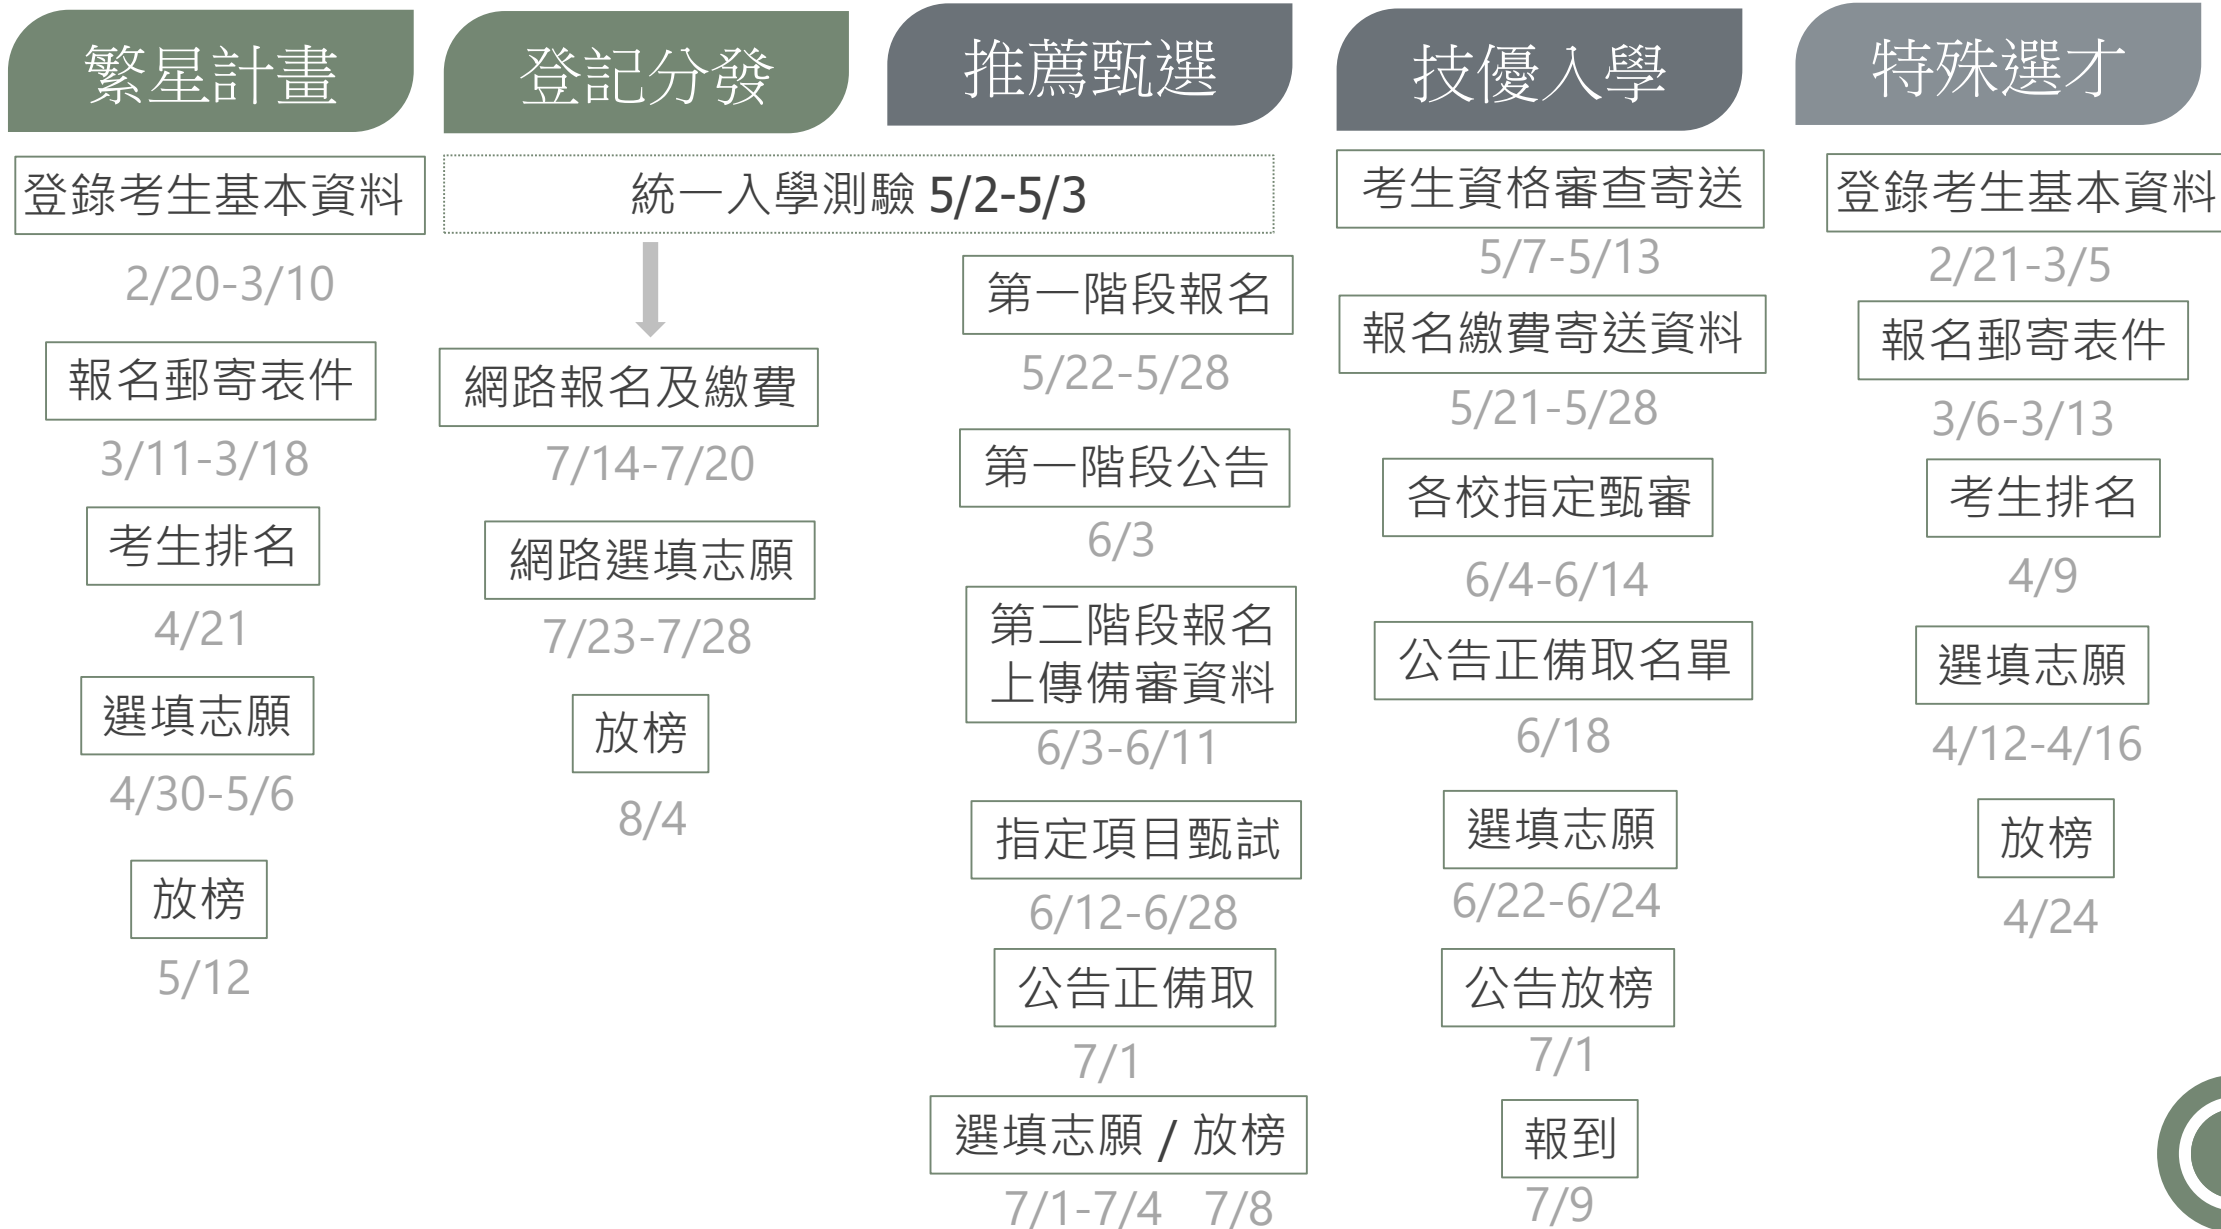 繁星計畫
登錄考生基本資料
2/20-3/10
報名郵寄表件
3/11-3/18
考生排名
4/21
選填志願
4/30-5/6
放榜
5/12
登記分發
統一入學測驗 5/2-5/3
網路報名及繳費
7/14-7/20
網路選填志願
7/23-7/28
放榜
8/4
推薦甄選
第一階段報名
5/22-5/28
第一階段公告
6/3
第二階段報名
上傳備審資料
6/3-6/11
指定項目甄試
6/12-6/28
公告正備取
7/1
選填志願 / 放榜
7/1-7/4 7/8
技優入學
考生資格審查寄送
5/7-5/13
報名繳費寄送資料
5/21-5/28
各校指定甄審
6/4-6/14
公告正備取名單
6/18
選填志願
6/22-6/24
公告放榜
7/1
報到
7/9
特殊選才
登錄考生基本資料
2/21-3/5
報名郵寄表件
3/6-3/13
考生排名
4/9
選填志願
4/12-4/16
放榜
4/24